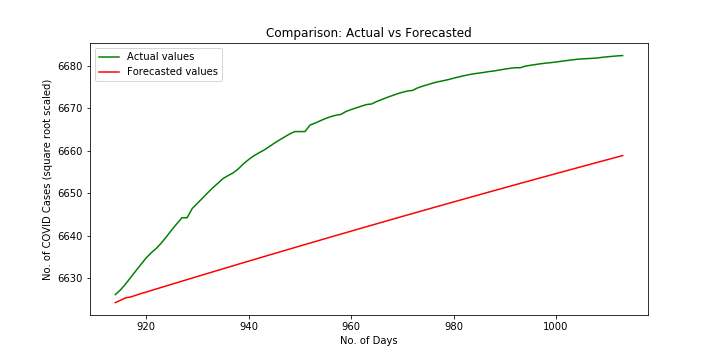 Comparison: Actual vs Forecasted
Actual values
Forecasted values
No. of COVID Cases (square root scaled)
6680
6670
6660
6650
6640
6630
920
940
960
980
1000
No. of Days